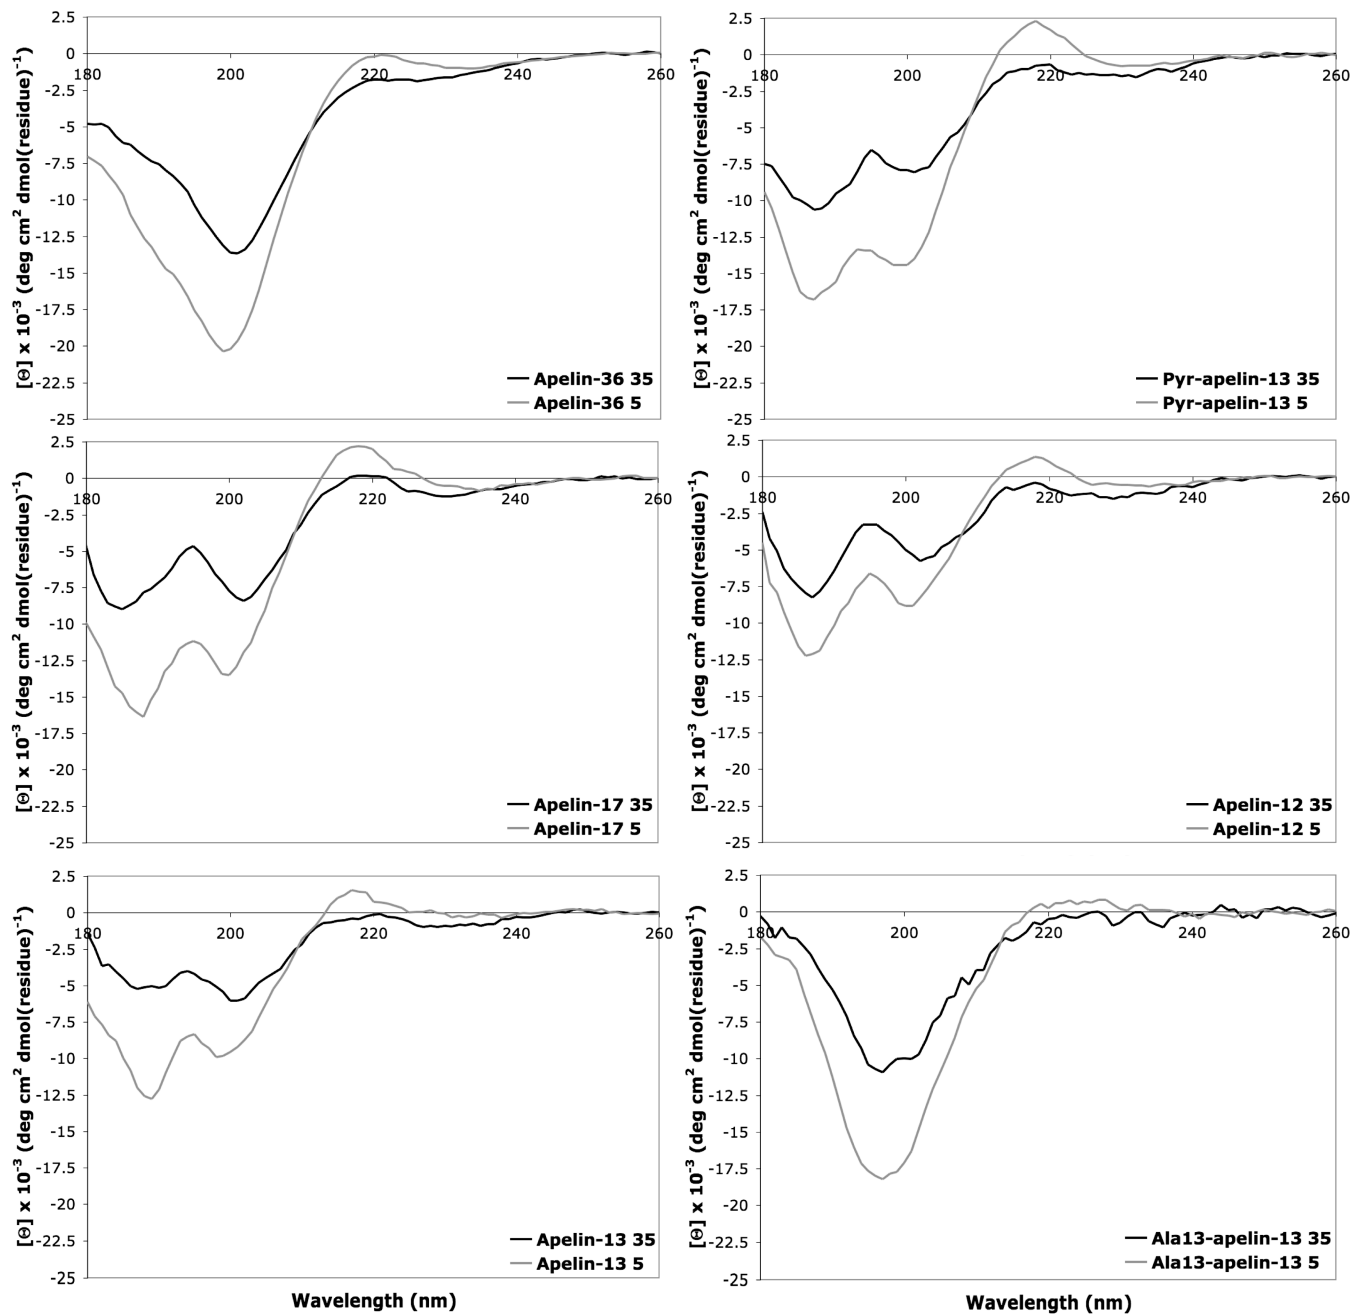 [Θ] x 10⁻³ (deg cm² dmol(residue)⁻¹)
2.5
0
-2.5
-5
-7.5
-10
-12.5
-15
-17.5
-20
-22.5
-25
180 200 220 240 260
Apelin-36 35
Apelin-36 5
[Θ] x 10⁻³ (deg cm² dmol(residue)⁻¹)
2.5
0
-2.5
-5
-7.5
-10
-12.5
-15
-17.5
-20
-22.5
-25
180 200 220 240 260
Pyr-apelin-13 35
Pyr-apelin-13 5
[Θ] x 10⁻³ (deg cm² dmol(residue)⁻¹)
2.5
0
-2.5
-5
-7.5
-10
-12.5
-15
-17.5
-20
-22.5
-25
180 200 220 240 260
Apelin-17 35
Apelin-17 5
[Θ] x 10⁻³ (deg cm² dmol(residue)⁻¹)
2.5
0
-2.5
-5
-7.5
-10
-12.5
-15
-17.5
-20
-22.5
-25
180 200 220 240 260
Apelin-12 35
Apelin-12 5
[Θ] x 10⁻³ (deg cm² dmol(residue)⁻¹)
2.5
0
-2.5
-5
-7.5
-10
-12.5
-15
-17.5
-20
-22.5
-25
180 200 220 240 260
Apelin-13 35
Apelin-13 5
Wavelength (nm)
[Θ] x 10⁻³ (deg cm² dmol(residue)⁻¹)
2.5
0
-2.5
-5
-7.5
-10
-12.5
-15
-17.5
-20
-22.5
-25
180 200 220 240 260
Ala13-apelin-13 35
Ala13-apelin-13 5
Wavelength (nm)